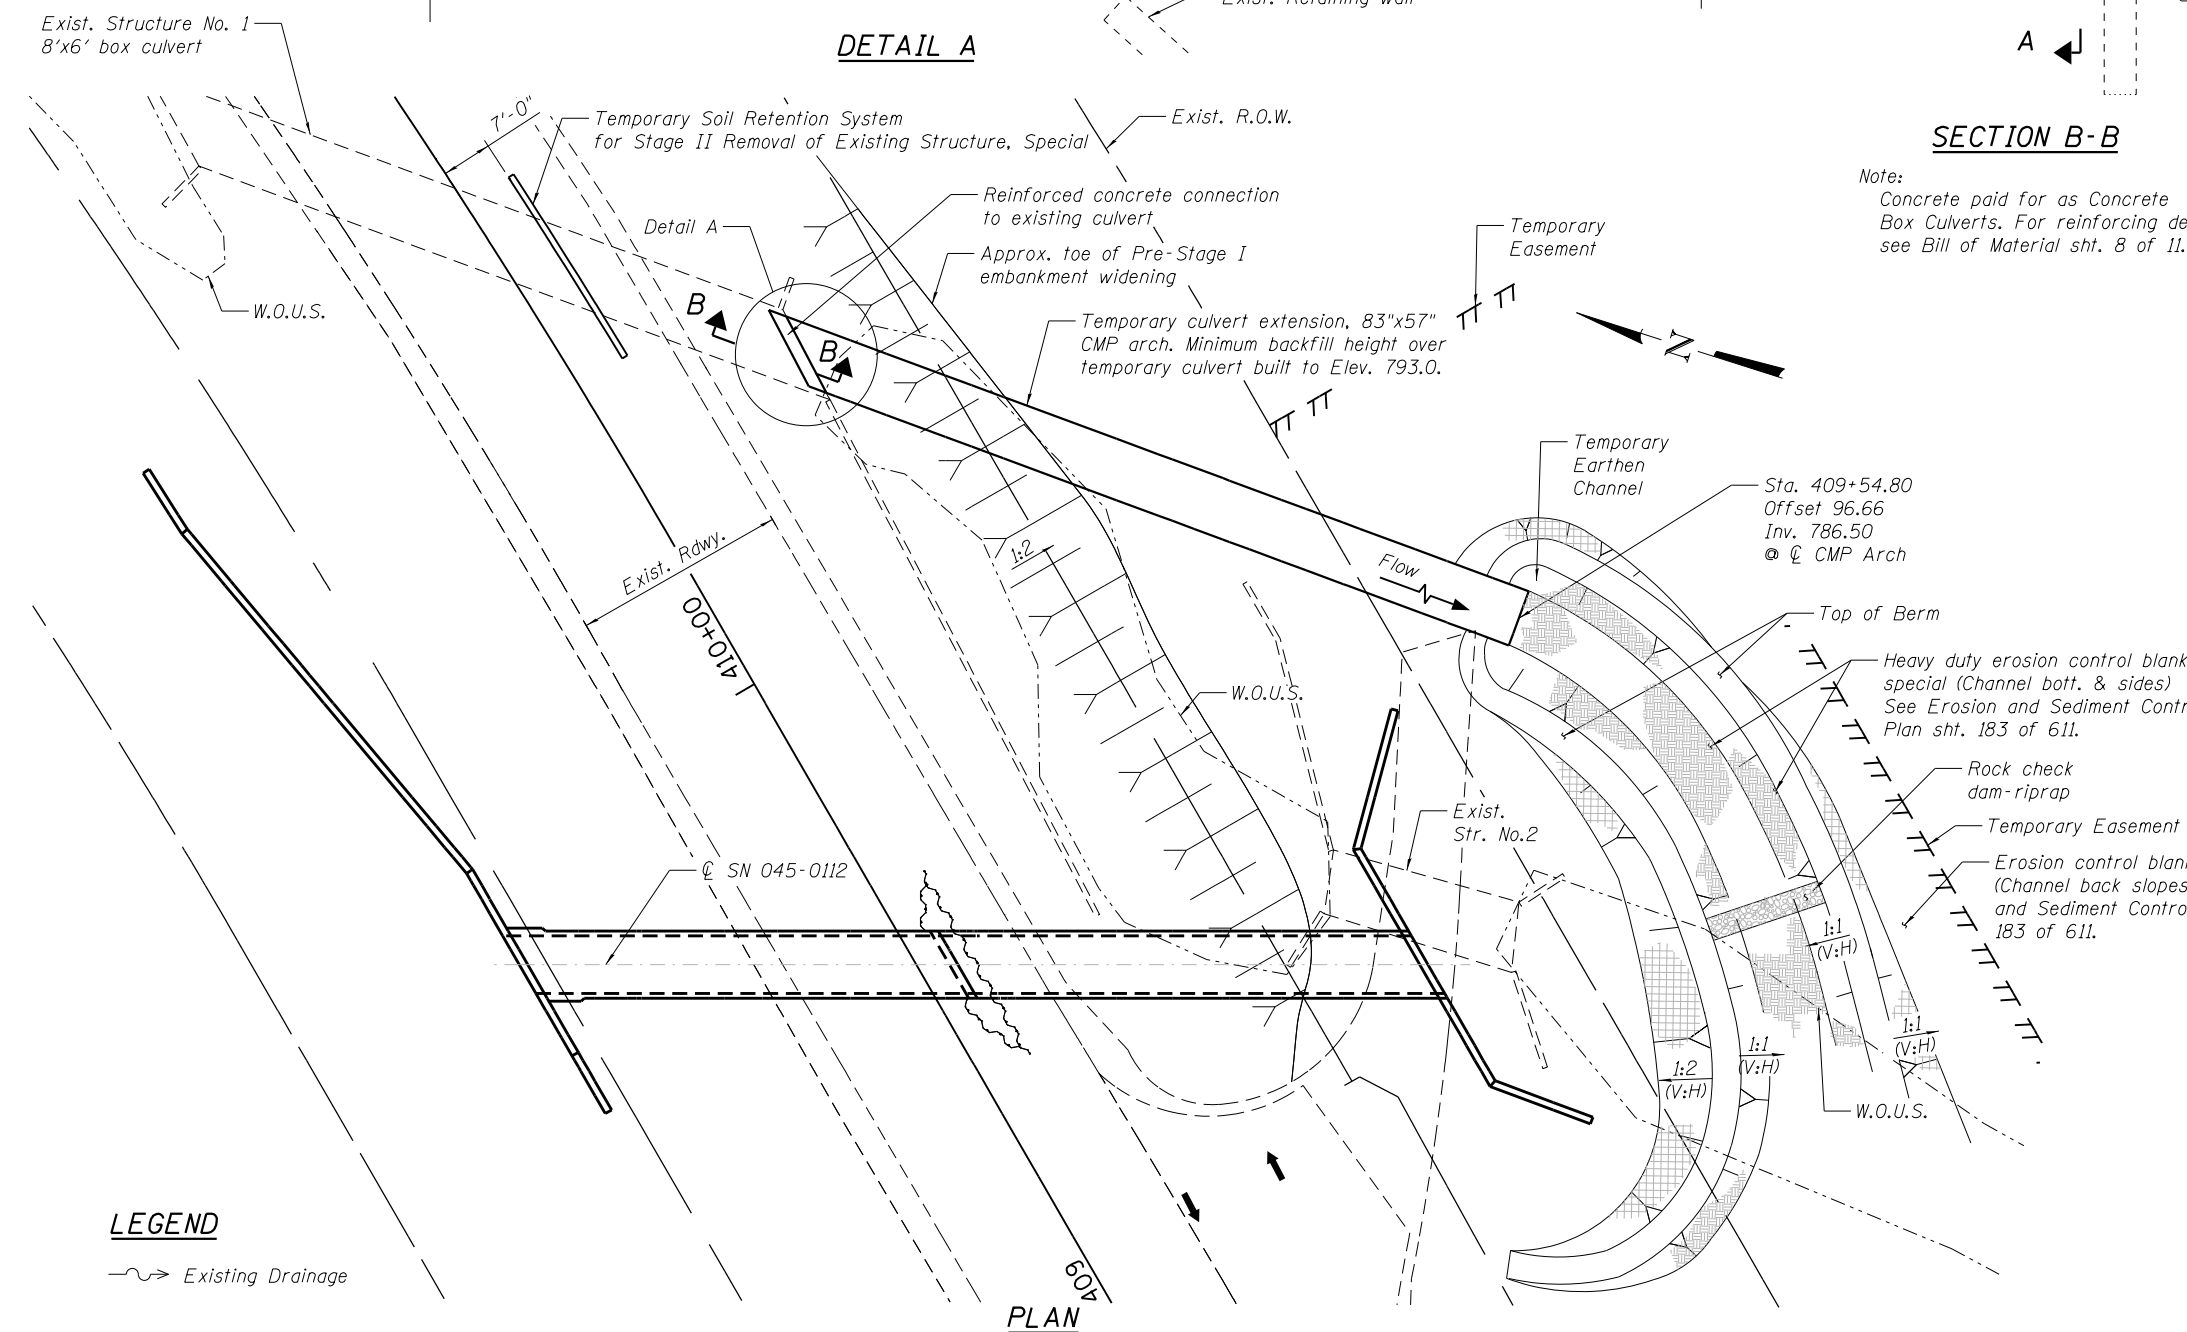 Exist. Structure No. 1
8'x6' box culvert
DETAIL A
Exist. Retaining Wall
A
SECTION B-B
Note:
Concrete paid for as Concrete
Box Culverts. For reinforcing
see Bill of Material sht. 8 of 11.
7'-0"
Temporary Soil Retention System
for Stage II Removal of Existing Structure, Special
Exist. R.O.W.
Reinforced concrete connection
to existing culvert
Detail A
Approx. toe of Pre-Stage I
embankment widening
Temporary
Easement
W.O.U.S.
B
B
Temporary culvert extension, 83"x57"
CMP arch. Minimum backfill height over
temporary culvert built to Elev. 793.0.
N
Temporary
Earthen
Channel
Sta. 409+54.80
Offset 96.66
Inv. 786.50
@ ℄ CMP Arch
Exist. Rdwy.
1:2
Flow
410+00
Top of Berm
W.O.U.S.
Heavy duty erosion control
special (Channel bott. & sides)
See Erosion and Sediment
Plan sht. 183 of 611.
Rock check
dam-riprap
Exist.
Str. No.2
Temporary Easement
℄ SN 045-0112
Erosion control
(Channel back slopes
and Sediment
183 of 611.
1:1
(V:H)
1:1
(V:H)
1:1
(V:H)
1:2
(V:H)
W.O.U.S.
LEGEND
Existing Drainage
409
PLAN